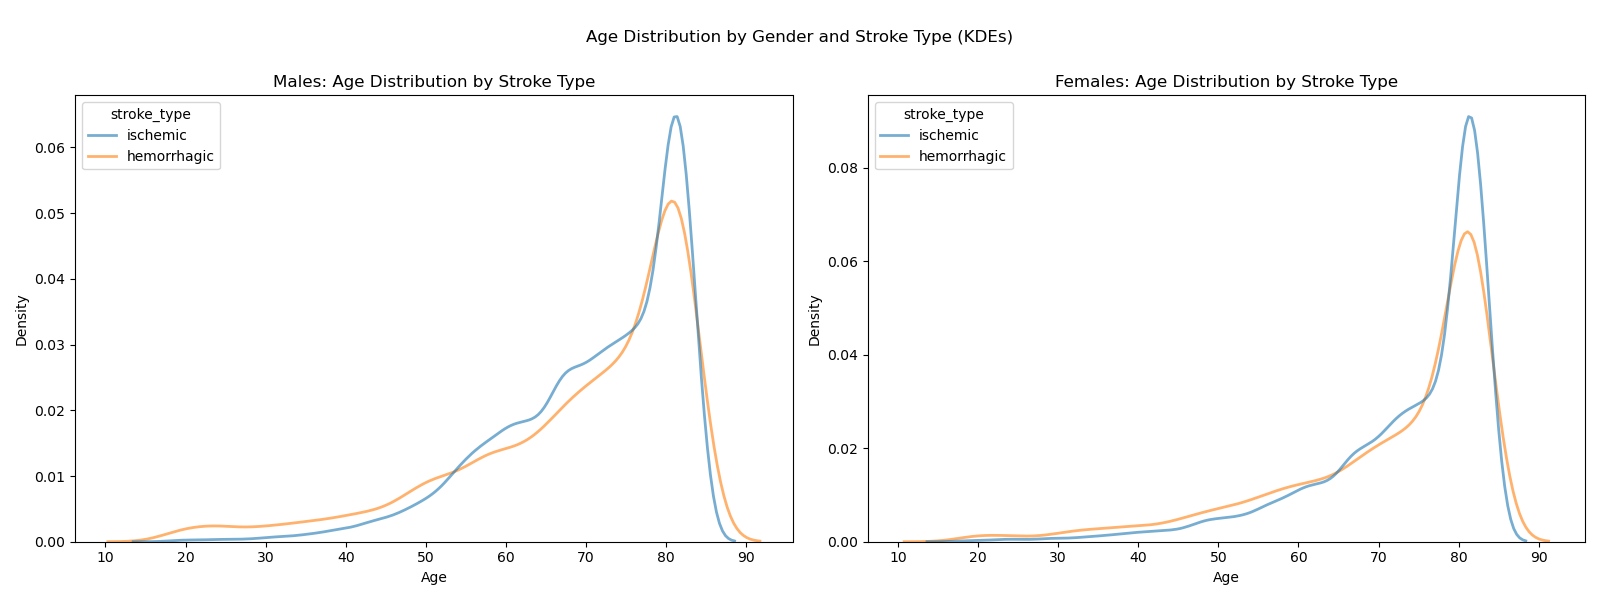 Age Distribution by Gender and Stroke Type (KDEs)
Males: Age Distribution by Stroke Type
stroke_type
ischemic
hemorrhagic
Density
0.06
0.05
0.04
0.03
0.02
0.01
0.00
10 20 30 40 50 60 70 80 90
Age
Females: Age Distribution by Stroke Type
stroke_type
ischemic
hemorrhagic
Density
0.08
0.06
0.04
0.02
0.00
10 20 30 40 50 60 70 80 90
Age